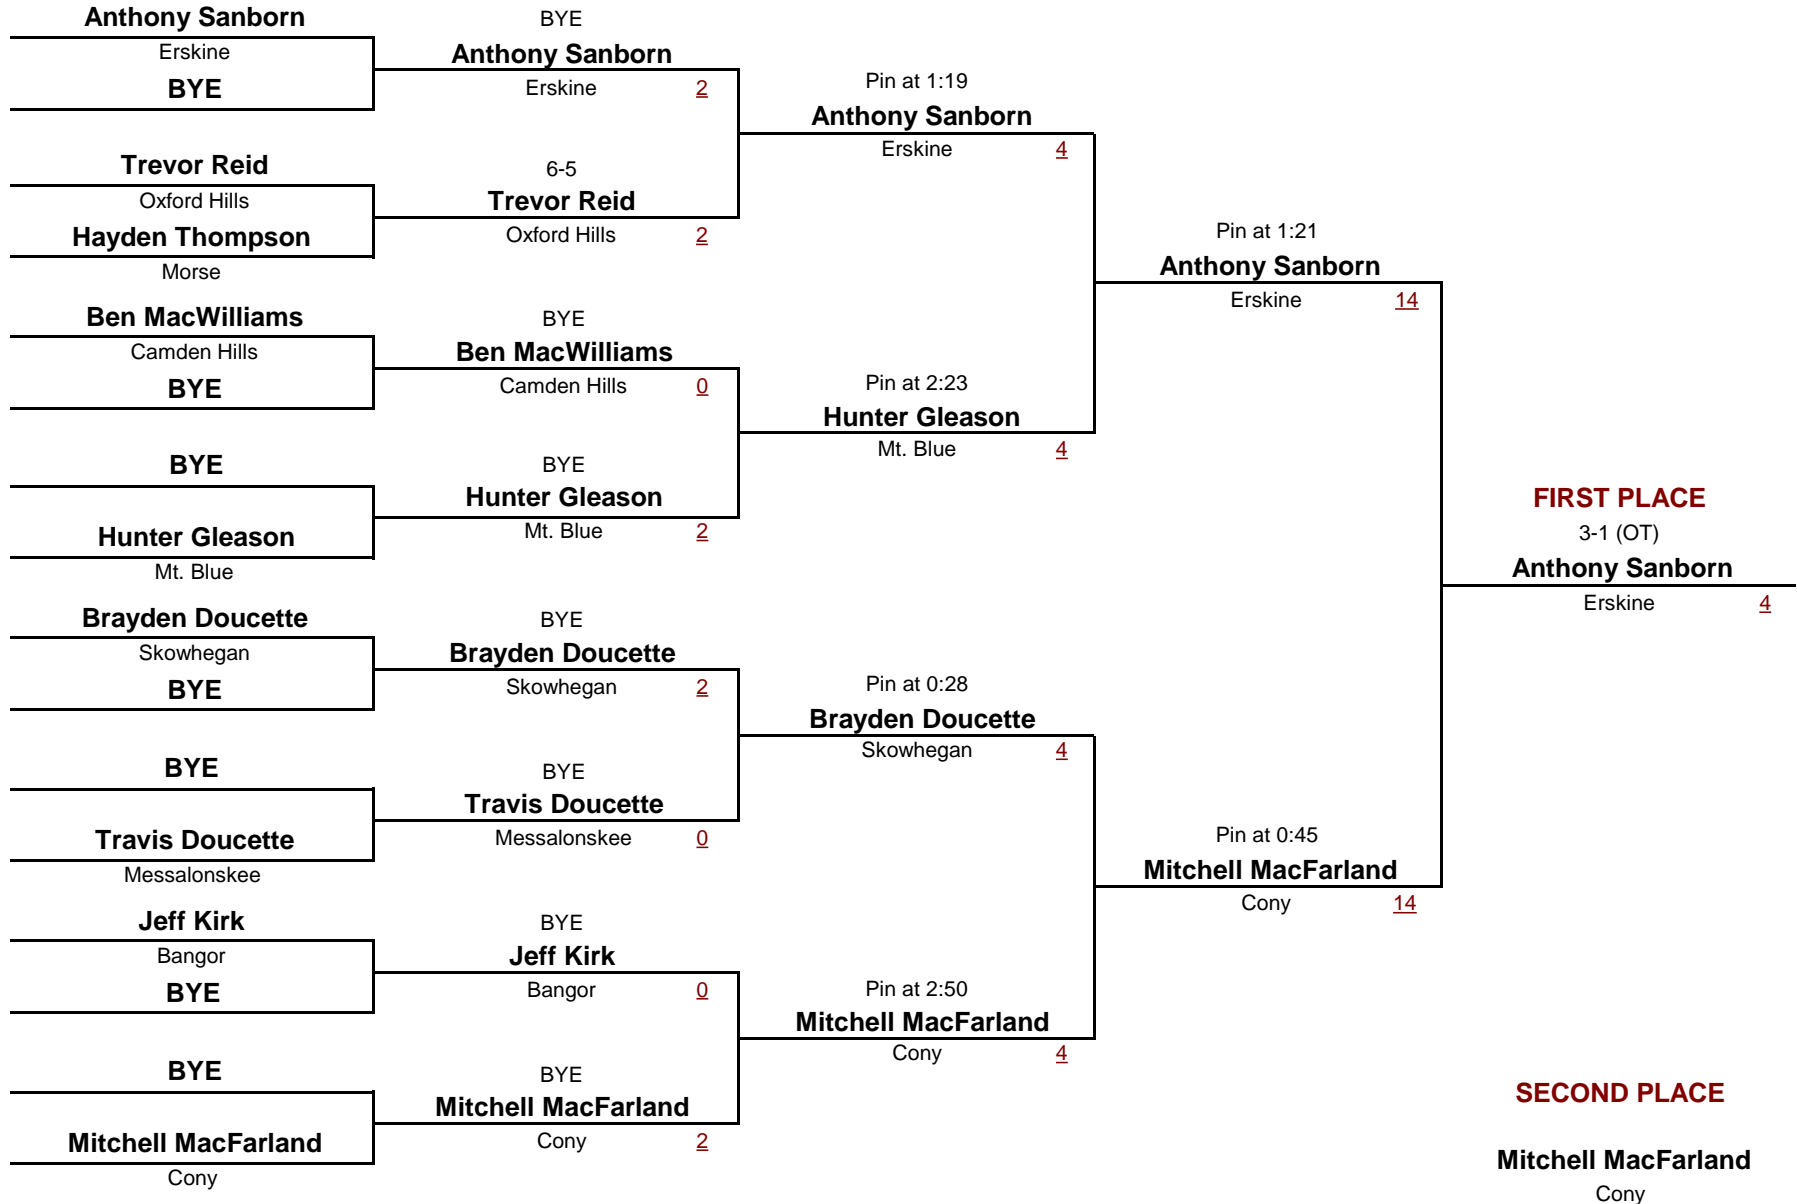 Anthony Sanborn
Erskine
BYE
Trevor Reid
Oxford Hills
Hayden Thompson
Morse
Ben MacWilliams
Camden Hills
BYE
BYE
Hunter Gleason
Mt. Blue
Brayden Doucette
Skowhegan
BYE
BYE
Travis Doucette
Messalonskee
Jeff Kirk
Bangor
BYE
BYE
Mitchell MacFarland
Cony
BYE
Anthony Sanborn
Erskine 2
6-5
Trevor Reid
Oxford Hills 2
BYE
Ben MacWilliams
Camden Hills 0
BYE
Hunter Gleason
Mt. Blue 2
BYE
Brayden Doucette
Skowhegan 2
BYE
Travis Doucette
Messalonskee 0
BYE
Jeff Kirk
Bangor 0
BYE
Mitchell MacFarland
Cony 2
Pin at 1:19
Anthony Sanborn
Erskine 4
Pin at 2:23
Hunter Gleason
Mt. Blue 4
Pin at 0:28
Brayden Doucette
Skowhegan 4
Pin at 2:50
Mitchell MacFarland
Cony 4
Pin at 1:21
Anthony Sanborn
Erskine 14
Pin at 0:45
Mitchell MacFarland
Cony 14
FIRST PLACE
3-1 (OT)
Anthony Sanborn
Erskine 4
SECOND PLACE
Mitchell MacFarland
Cony